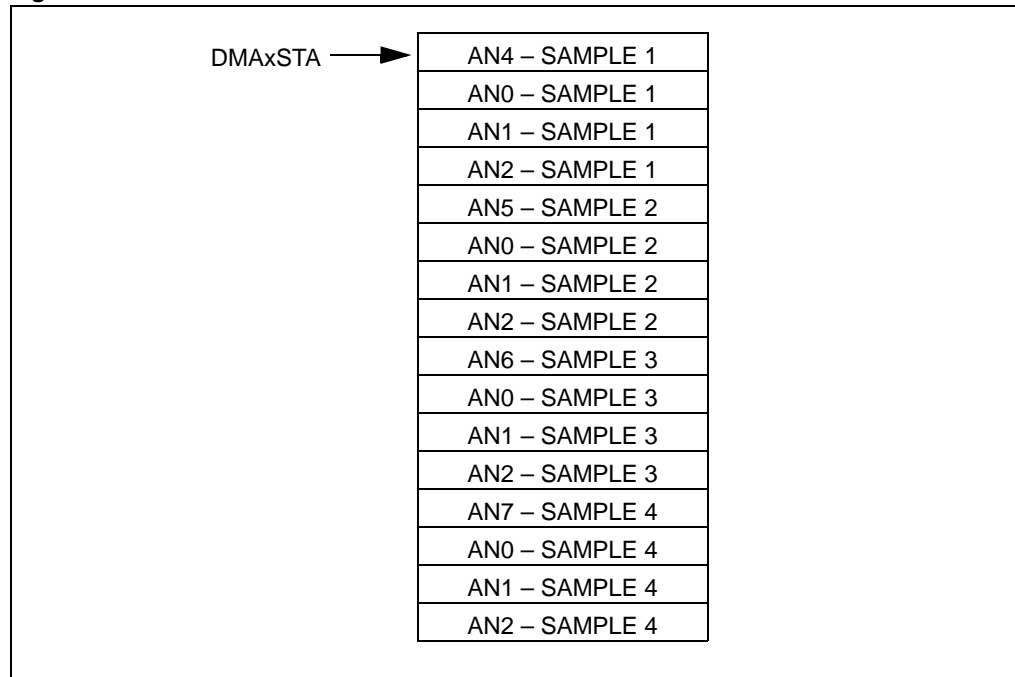 DMAxSTA
AN4 – SAMPLE 1
AN0 – SAMPLE 1
AN1 – SAMPLE 1
AN2 – SAMPLE 1
AN5 – SAMPLE 2
AN0 – SAMPLE 2
AN1 – SAMPLE 2
AN2 – SAMPLE 2
AN6 – SAMPLE 3
AN0 – SAMPLE 3
AN1 – SAMPLE 3
AN2 – SAMPLE 3
AN7 – SAMPLE 4
AN0 – SAMPLE 4
AN1 – SAMPLE 4
AN2 – SAMPLE 4